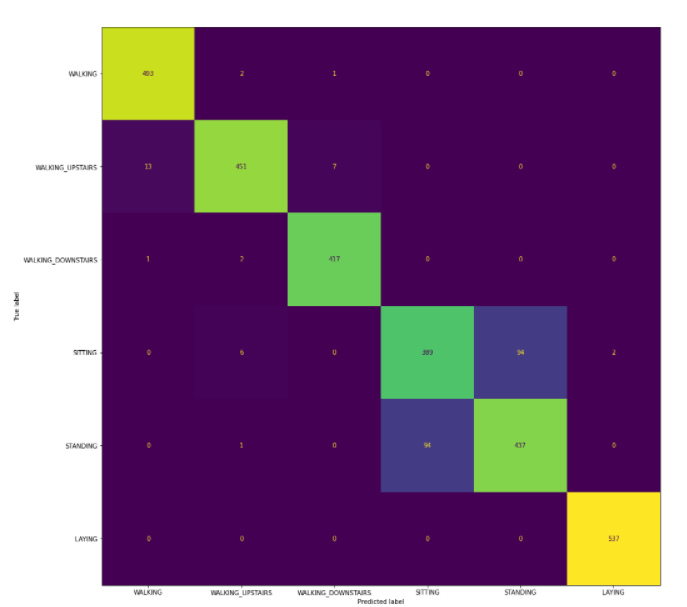 WALKING 493 2 1 0 0 0
WALKING_UPSTAIRS 13 451 7 0 0 0
WALKING_DOWNSTAIRS 1 2 417 0 0 0
True label
SITTING 0 6 0 389 94 2
STANDING 0 1 0 94 437 0
LAYING 0 0 0 0 0 537
WALKING WALKING_UPSTAIRS WALKING_DOWNSTAIRS SITTING STANDING LAYING
Predicted label